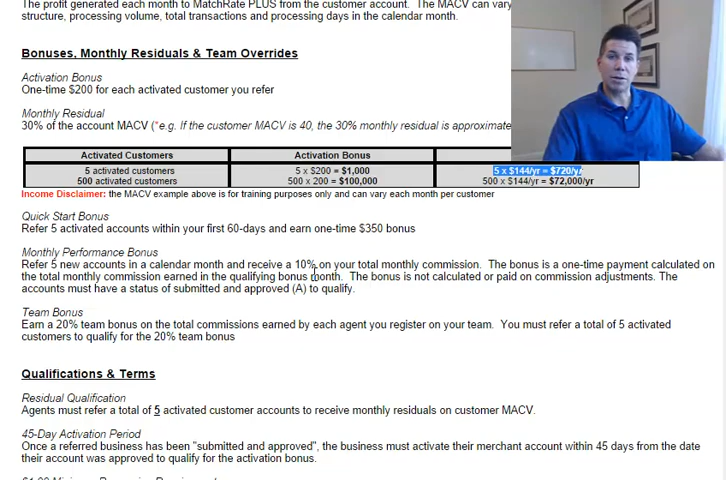 The profit generated each month to MatchRate PLUS from the customer account. The MACV can vary
structure, processing volume, total transactions and processing days in the calendar month.
Bonuses, Monthly Residuals & Team Overrides
Activation Bonus
One-time $200 for each activated customer you refer
Monthly Residual
30% of the account MACV (*e.g. If the customer MACV is 40, the 30% monthly residual is approximate
Activated Customers Activation Bonus
5 activated customers 5 x $200 = $1,000 5 x $144/yr = $720/yr
500 activated customers 500 x 200 = $100,000 500 x $144/yr = $72,000/yr
Income Disclaimer: the MACV example above is for training purposes only and can vary each month per customer
Quick Start Bonus
Refer 5 activated accounts within your first 60-days and earn one-time $350 bonus
Monthly Performance Bonus
Refer 5 new accounts in a calendar month and receive a 10% on your total monthly commission. The bonus is a one-time payment calculated on
the total monthly commission earned in the qualifying bonus month. The bonus is not calculated or paid on commission adjustments. The
accounts must have a status of submitted and approved (A) to qualify.
Team Bonus
Earn a 20% team bonus on the total commissions earned by each agent you register on your team. You must refer a total of 5 activated
customers to qualify for the 20% team bonus
Qualifications & Terms
Residual Qualification
Agents must refer a total of 5 activated customer accounts to receive monthly residuals on customer MACV.
45-Day Activation Period
Once a referred business has been "submitted and approved", the business must activate their merchant account within 45 days from the date
their account was approved to qualify for the activation bonus.